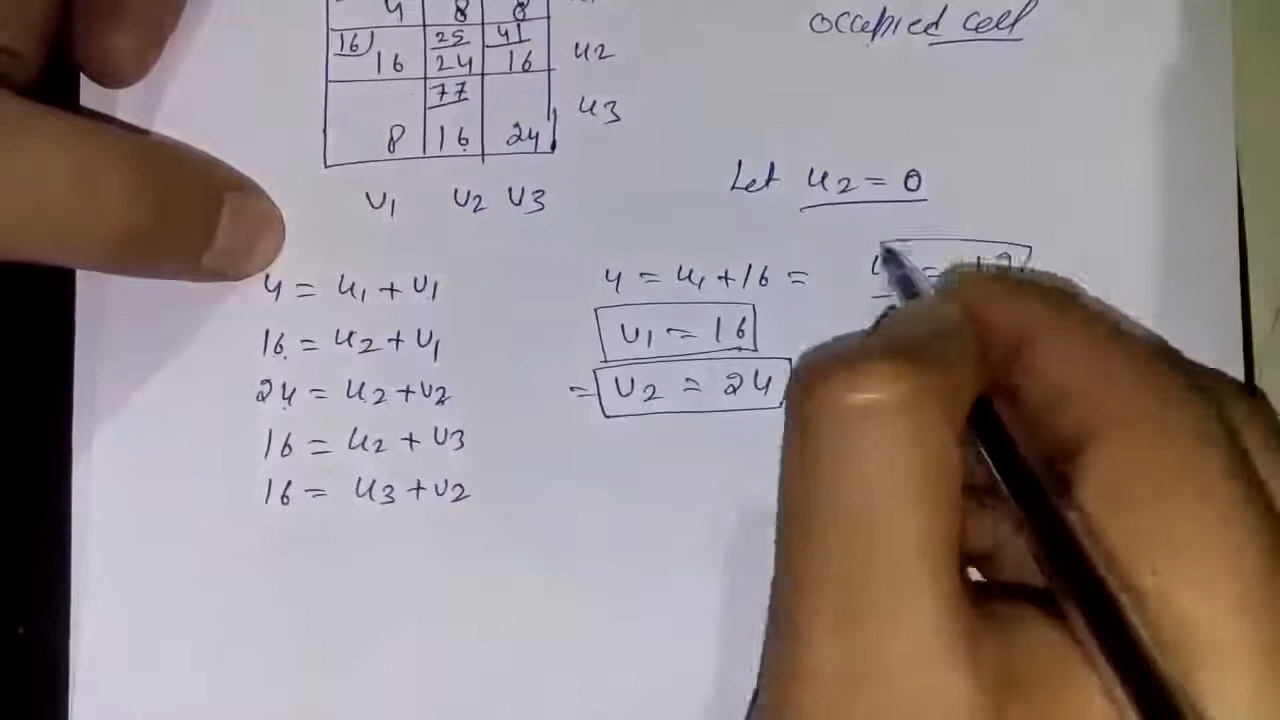 4 8 8
occupied cell
16 25 41
16 24 16 u2
77
u3
8 16 24
v1 v2 v3
Let u2 = 0
4 = u1 + v1
4 = u1 + 16 =
16 = u2 + v1
v1 = 16
24 = u2 + v2
= v2 = 24
16 = u2 + v3
16 = u3 + v2